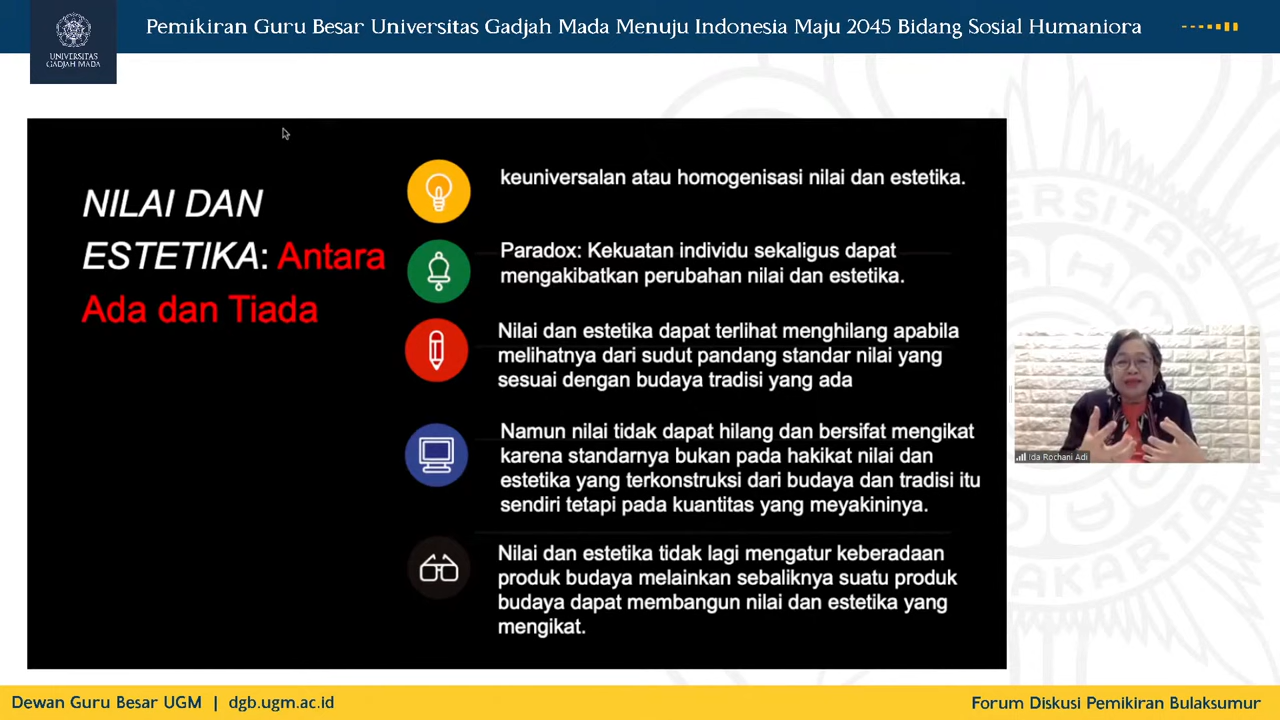 Pemikiran Guru Besar Universitas Gadjah Mada Menuju Indonesia Maju 2045 Bidang Sosial Humaniora
UNIVERSITAS
GADJAH MADA
NILAI DAN
ESTETIKA: Antara
Ada dan Tiada
keuniversalan atau homogenisasi nilai dan estetika.
Paradox: Kekuatan individu sekaligus dapat
mengakibatkan perubahan nilai dan estetika.
Nilai dan estetika dapat terlihat menghilang apabila
melihatnya dari sudut pandang standar nilai yang
sesuai dengan budaya tradisi yang ada
Namun nilai tidak dapat hilang dan bersifat mengikat
karena standarnya bukan pada hakikat nilai dan
estetika yang terkonstruksi dari budaya dan tradisi itu
sendiri tetapi pada kuantitas yang meyakininya.
Nilai dan estetika tidak lagi mengatur keberadaan
produk budaya melainkan sebaliknya suatu produk
budaya dapat membangun nilai dan estetika yang
mengikat.
Ida Rochani Adi
Dewan Guru Besar UGM | dgb.ugm.ac.id
Forum Diskusi Pemikiran Bulaksumur